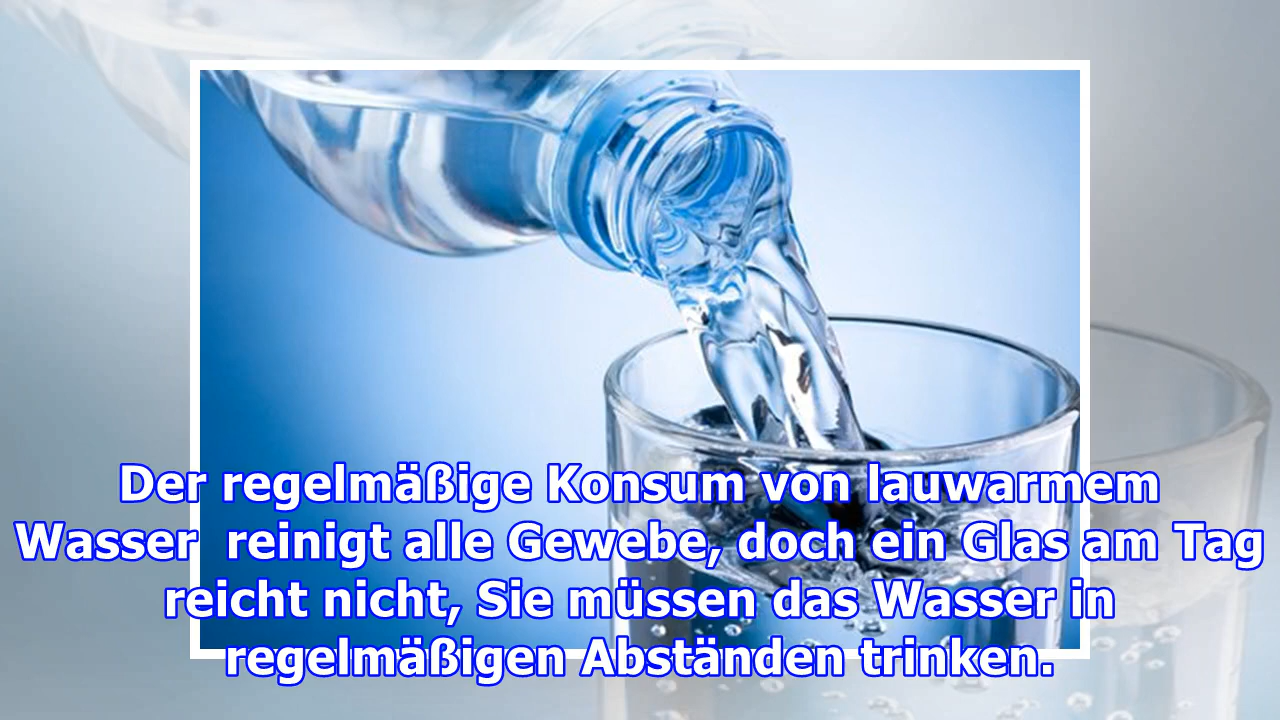 Der regelmäßige Konsum von lauwarmem
Wasser  reinigt alle Gewebe, doch ein Glas am Tag
reicht nicht, Sie müssen das Wasser in
regelmäßigen Abständen trinken.